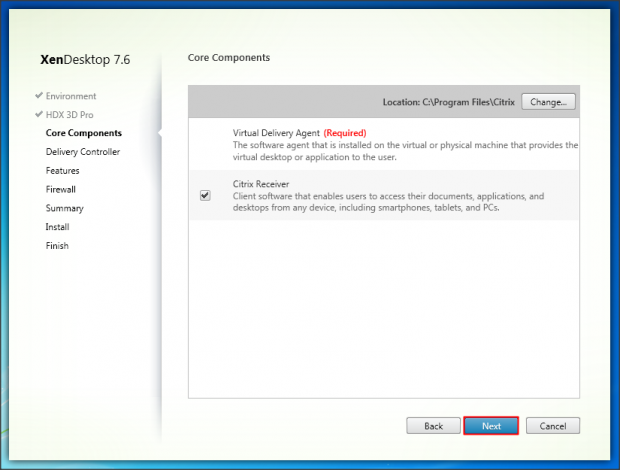 XenDesktop 7.6
Core Components
Environment
HDX 3D Pro
Core Components
Delivery Controller
Features
Firewall
Summary
Install
Finish
Location: C:\Program Files\Citrix
Change...
Virtual Delivery Agent (Required)
The software agent that is installed on the virtual or physical machine that provides the
virtual desktop or application to the user.
Citrix Receiver
Client software that enables users to access their documents, applications, and
desktops from any device, including smartphones, tablets, and PCs.
Back
Next
Cancel